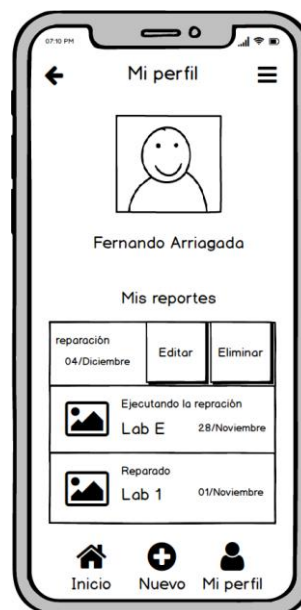 07:10 PM
Mi perfil
Fernando Arriagada
Mis reportes
reparación
04/Diciembre
Editar
Eliminar
Ejecutando la repración
Lab E
28/Noviembre
Reparado
Lab 1
01/Noviembre
Inicio
Nuevo
Mi perfil